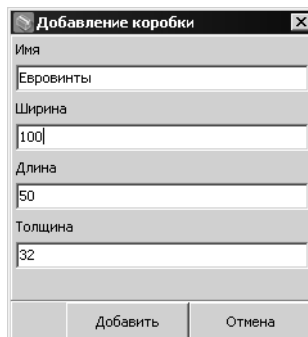 Добавление коробки
Имя
Евровинты
Ширина
100
Длина
50
Толщина
32
Добавить Отмена